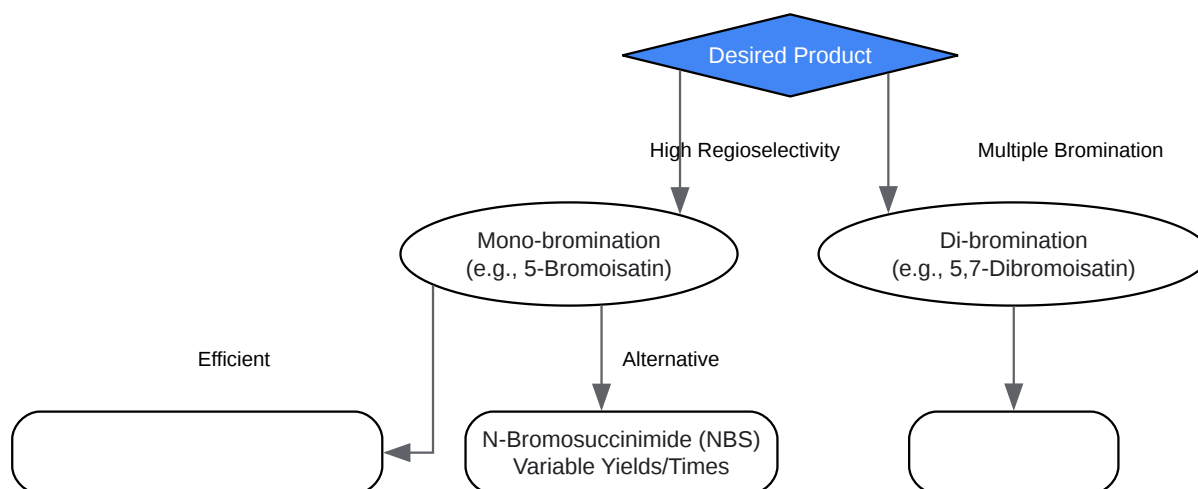 Desired Product
High Regioselectivity
Multiple Bromination
Mono-bromination
(e.g., 5-Bromoisatin)
Di-bromination
(e.g., 5,7-Dibromoisatin)
Efficient
Alternative
N-Bromosuccinimide (NBS)
Variable Yields/Times